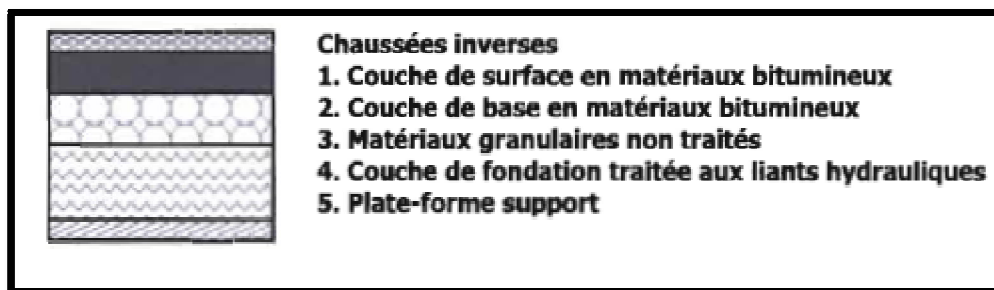 Chaussées inverses
1. Couche de surface en matériaux bitumineux
2. Couche de base en matériaux bitumineux
3. Matériaux granulaires non traités
4. Couche de fondation traitée aux liants hydrauliques
5. Plate-forme support